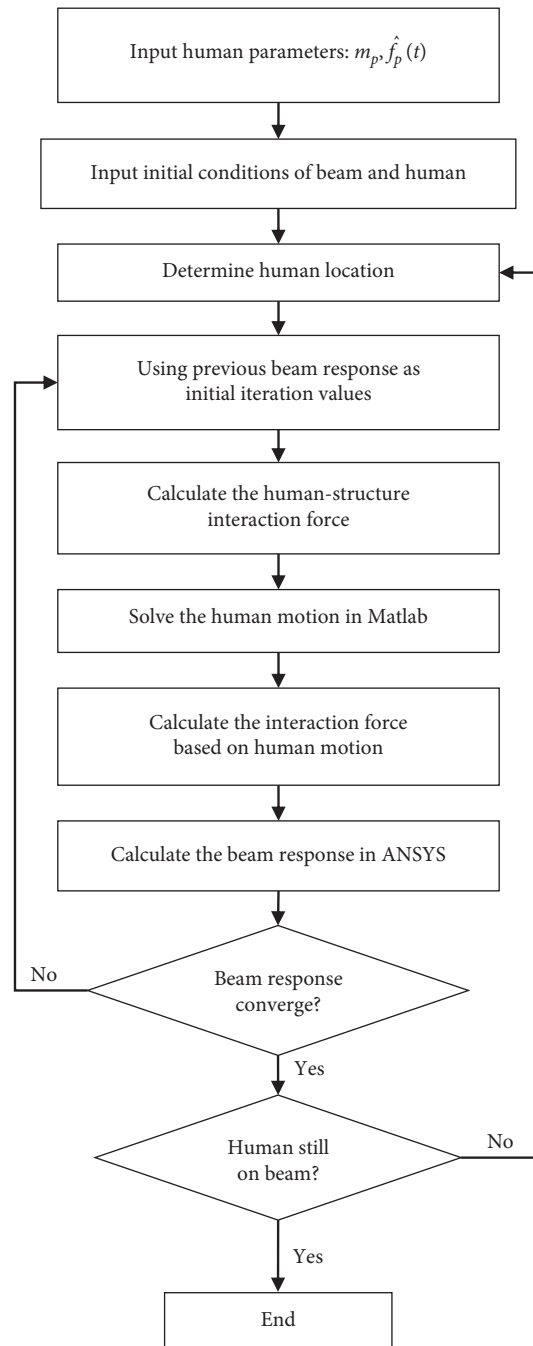 Input human parameters: m_p, \hat{f}_p(t)
Input initial conditions of beam and human
Determine human location
Using previous beam response as
initial iteration values
Calculate the human-structure
interaction force
Solve the human motion in Matlab
Calculate the interaction force
based on human motion
Calculate the beam response in ANSYS
No
Beam response
converge?
Yes
Human still
on beam?
No
Yes
End